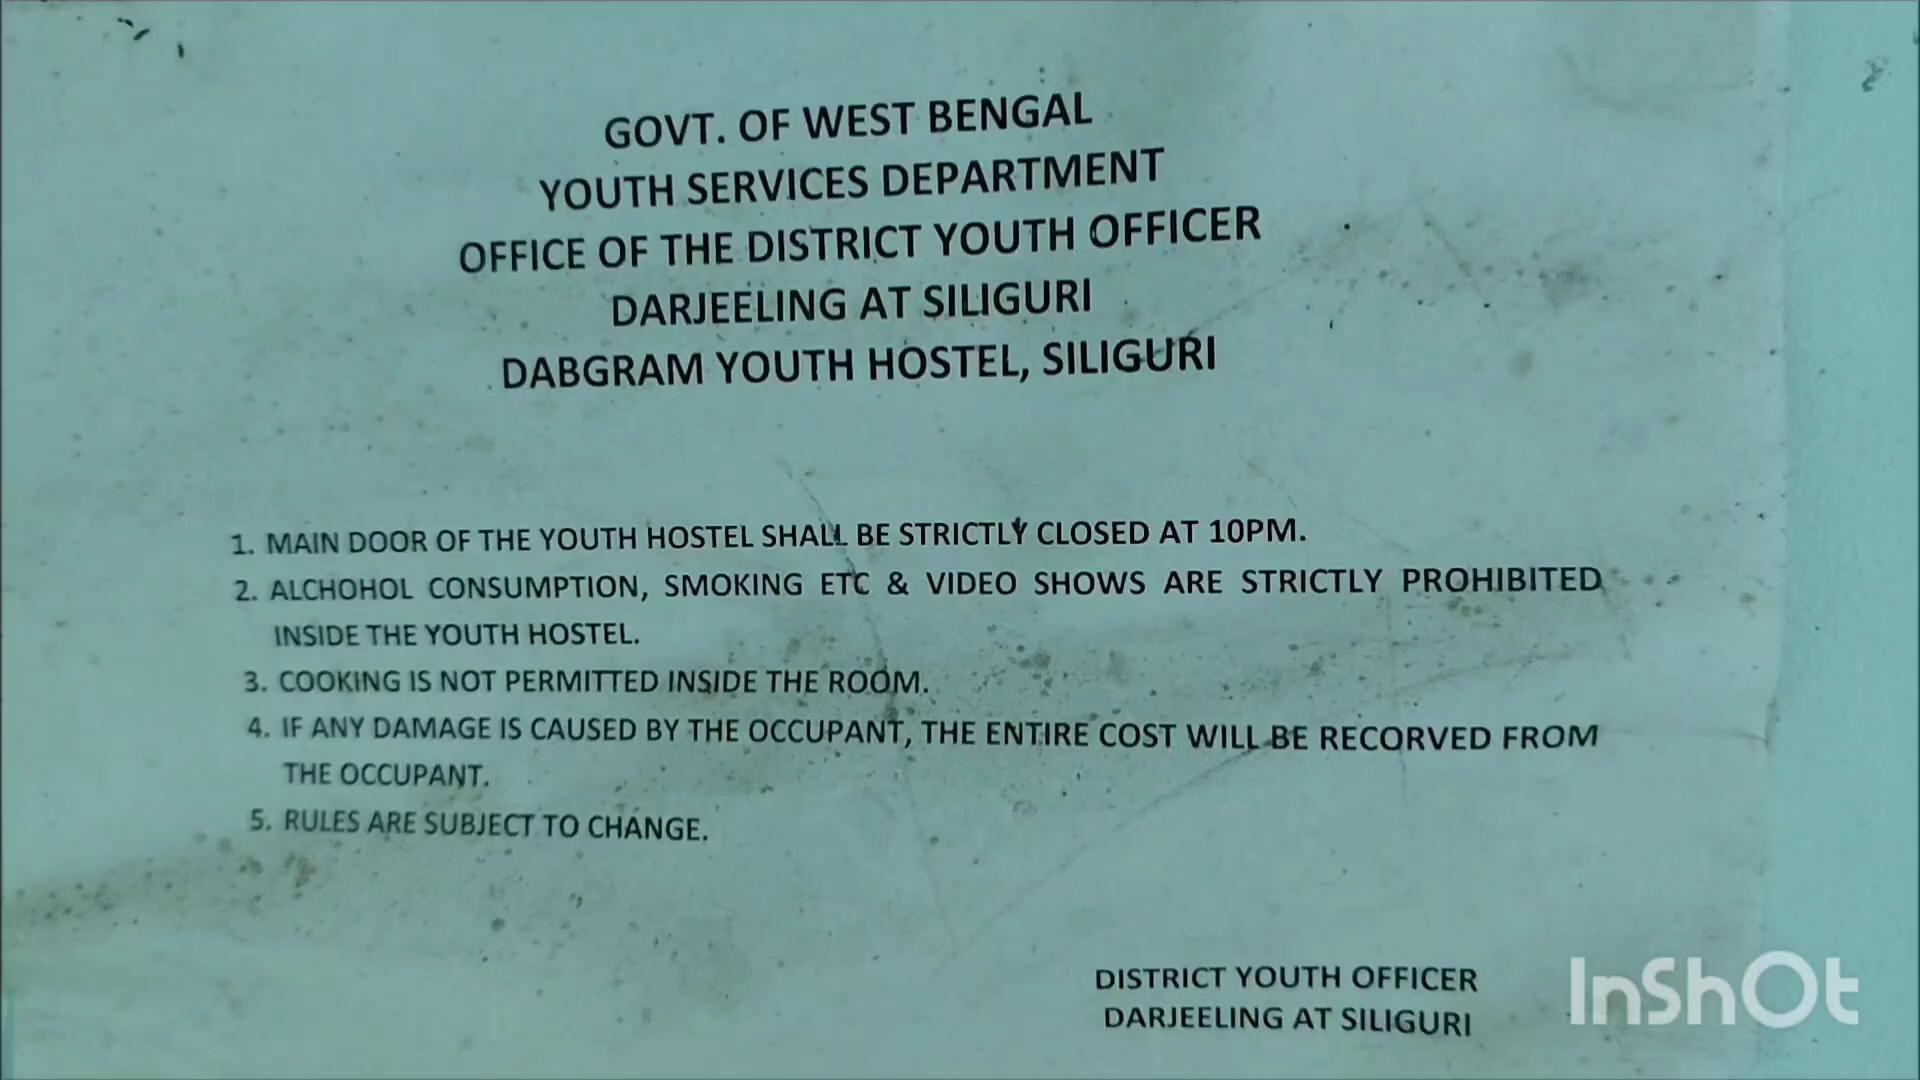 GOVT. OF WEST BENGAL
YOUTH SERVICES DEPARTMENT
OFFICE OF THE DISTRICT YOUTH OFFICER
DARJEELING AT SILIGURI
DABGRAM YOUTH HOSTEL, SILIGURI
1. MAIN DOOR OF THE YOUTH HOSTEL SHALL BE STRICTLY CLOSED AT 10PM.
2. ALCHOHOL CONSUMPTION, SMOKING ETC & VIDEO SHOWS ARE STRICTLY PROHIBITED
INSIDE THE YOUTH HOSTEL.
3. COOKING IS NOT PERMITTED INSIDE THE ROOM.
4. IF ANY DAMAGE IS CAUSED BY THE OCCUPANT, THE ENTIRE COST WILL BE RECORVED FROM
THE OCCUPANT.
5. RULES ARE SUBJECT TO CHANGE.
DISTRICT YOUTH OFFICER
DARJEELING AT SILIGURI
InShOt